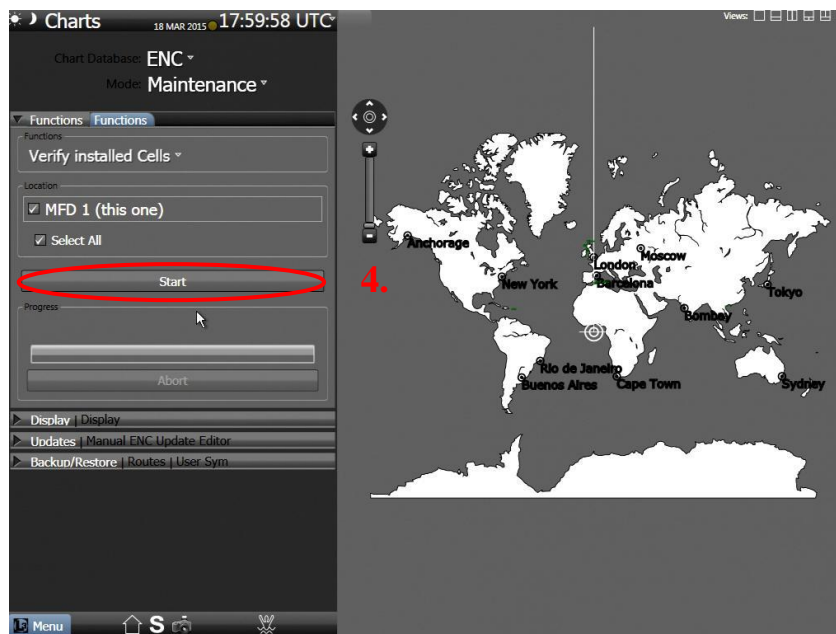 Charts 18 MAR 2015 17:59:58 UTC
Views:
Chart Database: ENC
Mode: Maintenance
Functions Functions
Functions
Verify installed Cells
Location
MFD 1 (this one)
Select All
Start
4.
Progress
Abort
Display | Display
Updates | Manual ENC Update Editor
Backup/Restore | Routes | User Sym
Menu S
Anchorage
Moscow
London
New York
Barcelona
Tokyo
Bombay
Rio de Janeiro
Buenos Aires
Cape Town
Sydney